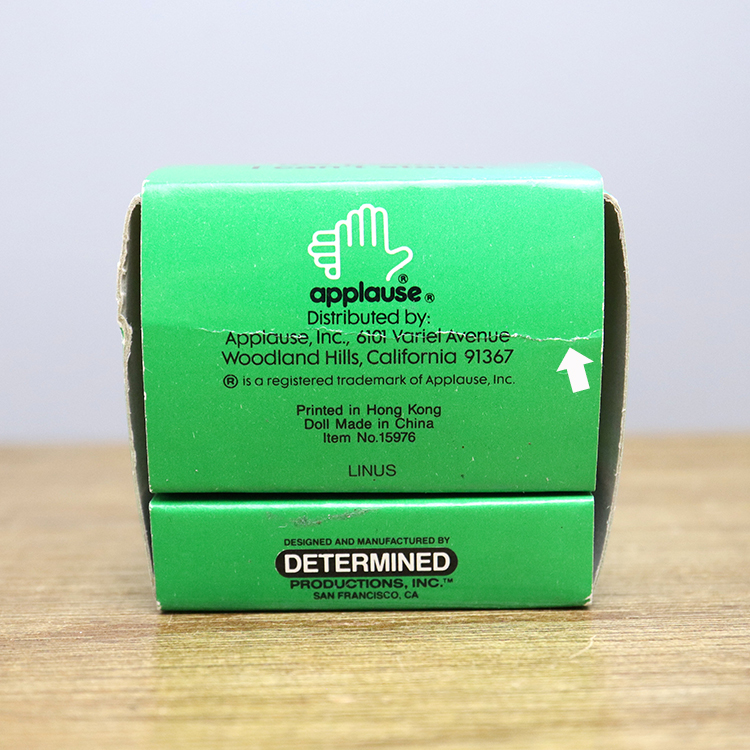 applause®
Distributed by:
Applause, Inc., 6101 Variel Avenue
Woodland Hills, California 91367
® is a registered trademark of Applause, Inc.
Printed in Hong Kong
Doll Made in China
Item No.15976
LINUS
DESIGNED AND MANUFACTURED BY
DETERMINED
PRODUCTIONS, INC.™
SAN FRANCISCO, CA